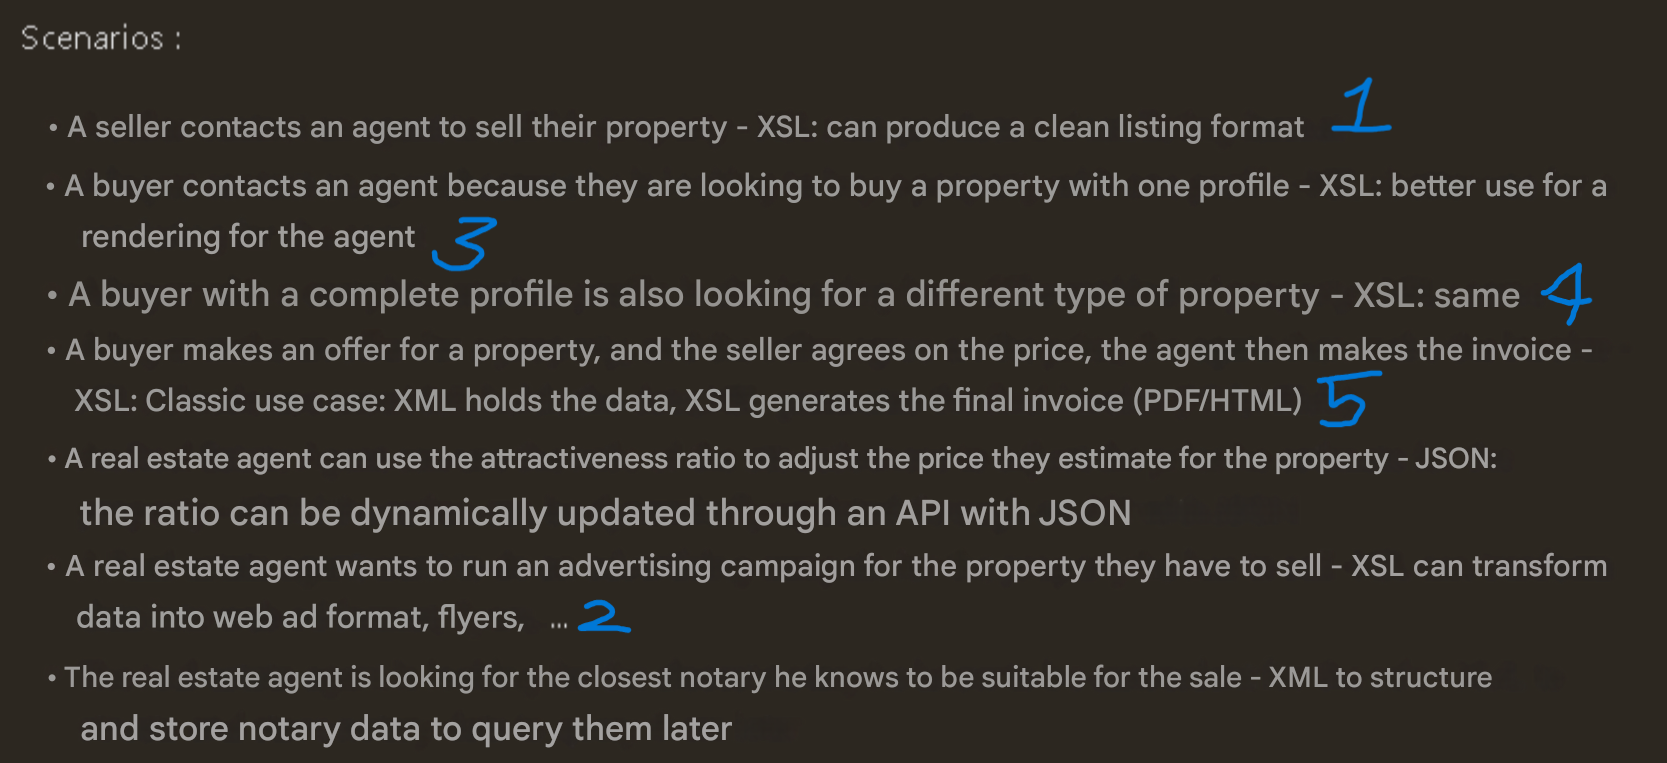 Scenarios :
• A seller contacts an agent to sell their property - XSL: can produce a clean listing format 1
• A buyer contacts an agent because they are looking to buy a property with one profile - XSL: better use for a
rendering for the agent 3
• A buyer with a complete profile is also looking for a different type of property - XSL: same 4
• A buyer makes an offer for a property, and the seller agrees on the price, the agent then makes the invoice -
XSL: Classic use case: XML holds the data, XSL generates the final invoice (PDF/HTML) 5
• A real estate agent can use the attractiveness ratio to adjust the price they estimate for the property - JSON:
the ratio can be dynamically updated through an API with JSON
• A real estate agent wants to run an advertising campaign for the property they have to sell - XSL can transform
data into web ad format, flyers, ... 2
• The real estate agent is looking for the closest notary he knows to be suitable for the sale - XML to structure
and store notary data to query them later